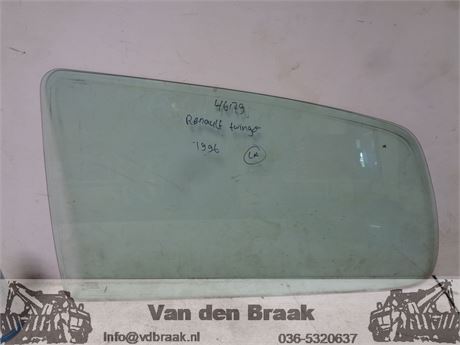 46179
Renault twingo
1996
LA
Van den Braak
Info@vdbraak.nl
036-5320637